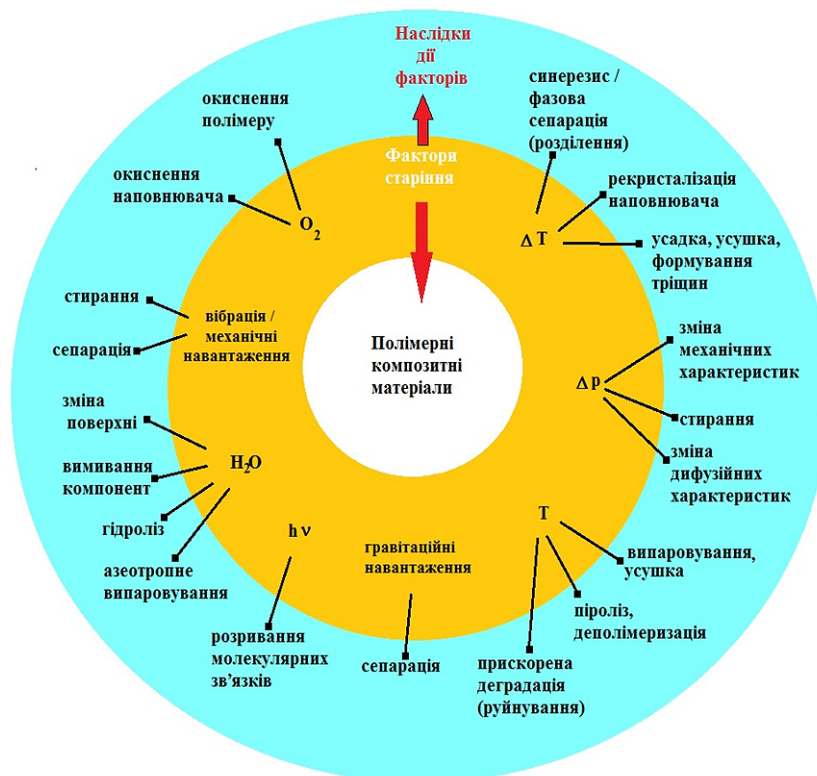 Наслідки
дії
факторів
Фактори
старіння
Полімерні
композитні
матеріали
синерезис /
фазова
сепарація
(розділення)
рекристалізація
наповнювача
усадка, усушка,
формування
тріщин
Δ T
зміна
механічних
характеристик
стирання
зміна
дифузійних
характеристик
Δ p
T
випаровування,
усушка
піроліз,
деполімеризація
прискорена
деградація
(руйнування)
гравітаційні
навантаження
сепарація
h ν
розривання
молекулярних
зв'язків
H2O
зміна
поверхні
вимивання
компонент
гідроліз
азеотропне
випаровування
вібрація /
механічні
навантаження
стирання
сепарація
O2
окиснення
полімеру
окиснення
наповнювача